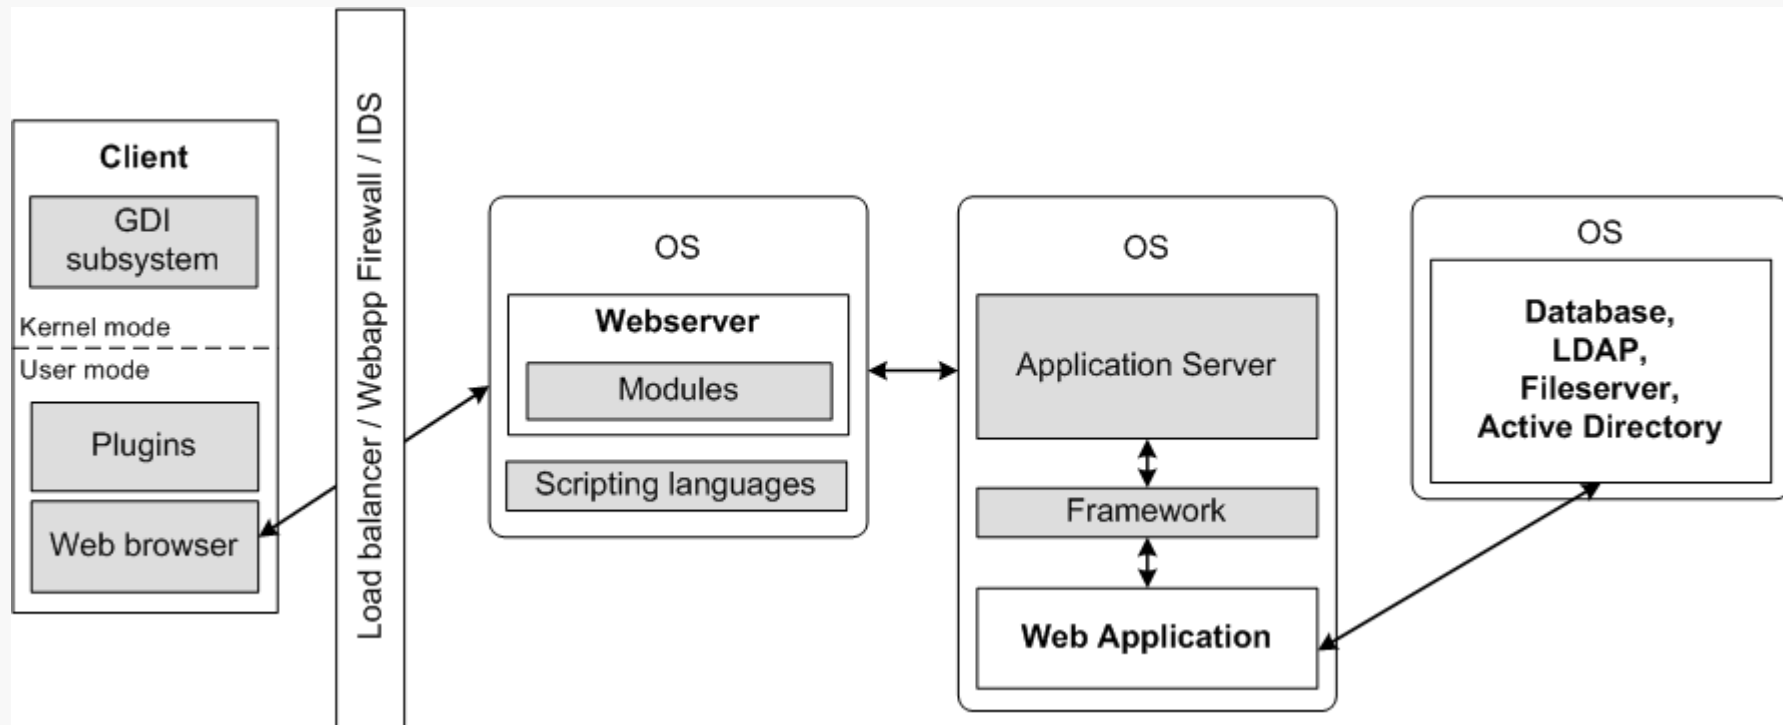 Client
GDI
subsystem
Kernel mode
User mode
Plugins
Web browser
Load balancer / Webapp Firewall / IDS
OS
Webserver
Modules
Scripting languages
OS
Application Server
Framework
Web Application
OS
Database,
LDAP,
Fileserver,
Active Directory